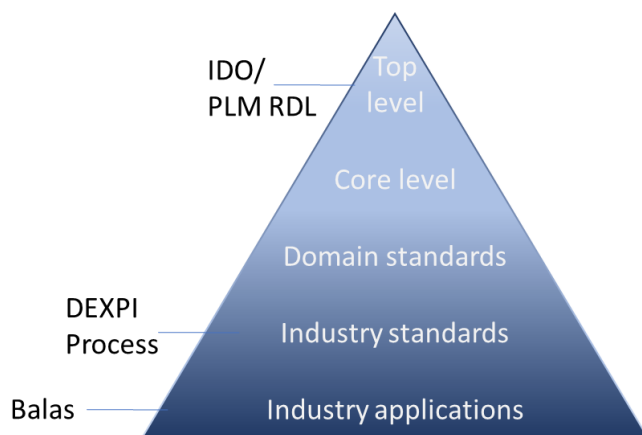 IDO/
PLM RDL
Top
level
Core level
Domain standards
DEXPI
Process
Industry standards
Balas
Industry applications